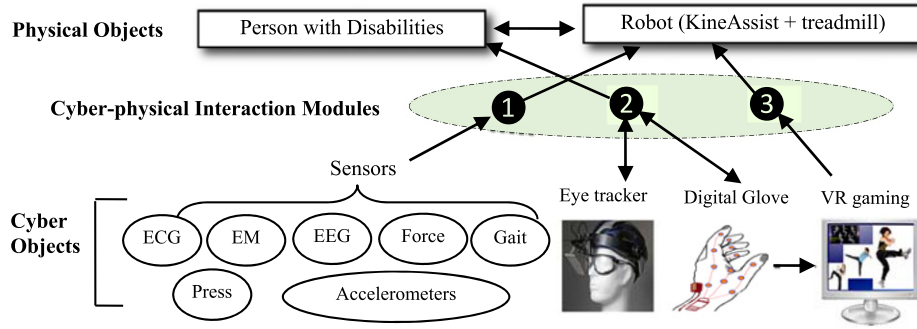 Physical Objects
Person with Disabilities
Robot (KineAssist + treadmill)
Cyber-physical Interaction Modules
1
2
3
Sensors
Eye tracker
Digital Glove
VR gaming
Cyber
Objects
ECG
EM
EEG
Force
Gait
Press
Accelerometers